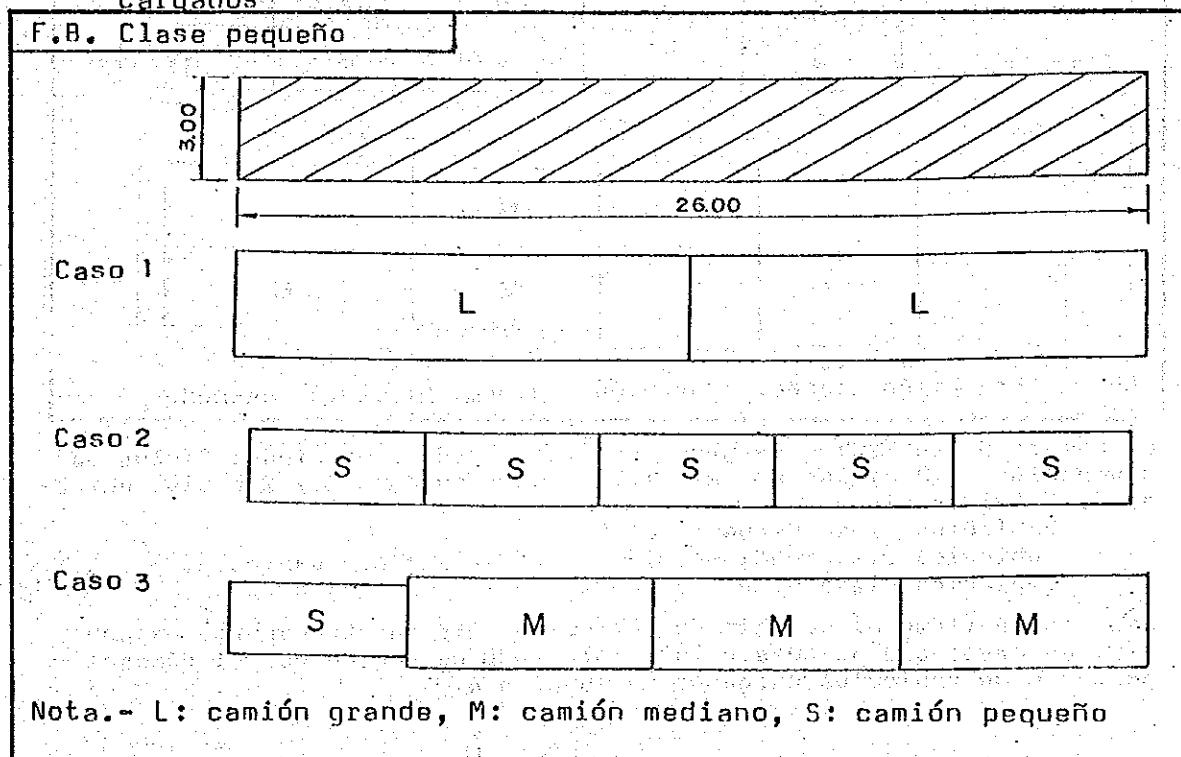 cargados
F.B. Clase pequeño
3.00
26.00
Caso 1
L L
Caso 2
S S S S S
Caso 3
S M M M
Nota.- L: camión grande, M: camión mediano, S: camión pequeño